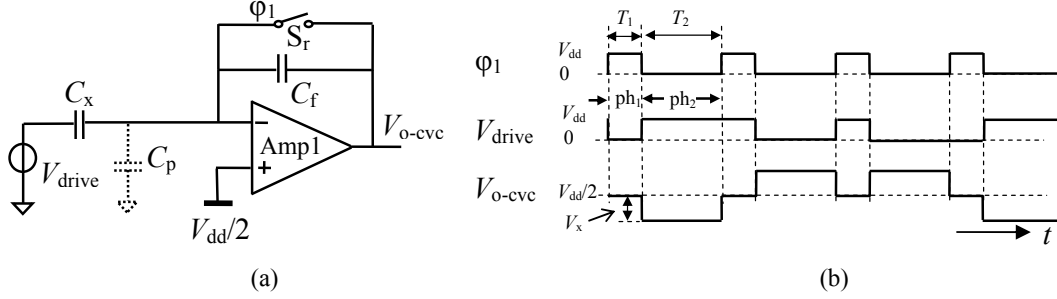 φ1
Sr
Cf
Cx
Vo-cvc
Amp1
Cp
Vdrive
Vdd/2
(a)
T1 T2
φ1 Vdd
0
ph1 ph2
Vdrive Vdd
0
Vo-cvc Vdd/2
Vx
t
(b)